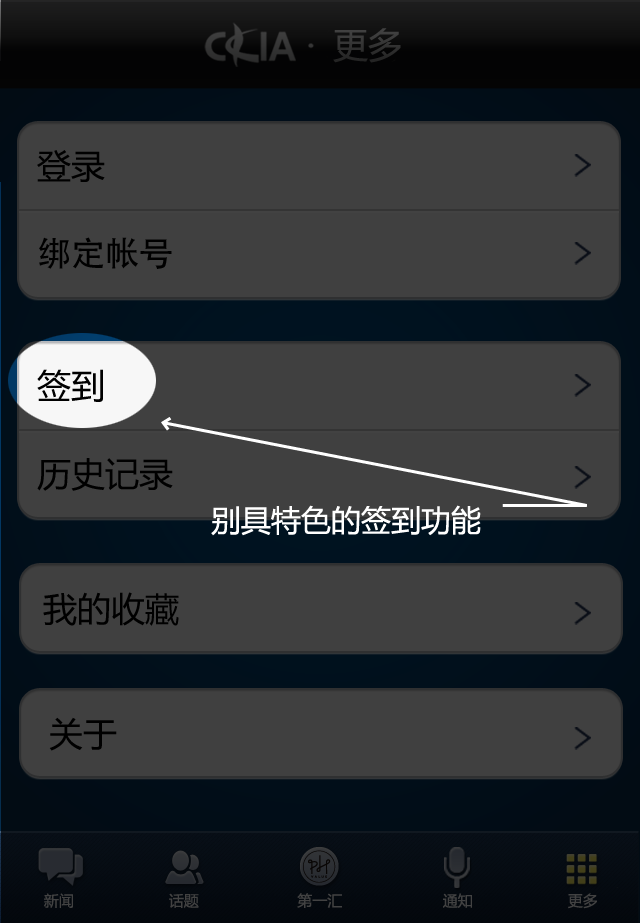 CCIA · 更多
登录
绑定帐号
签到
历史记录
别具特色的签到功能
我的收藏
关于
新闻
话题
第一汇
通知
更多